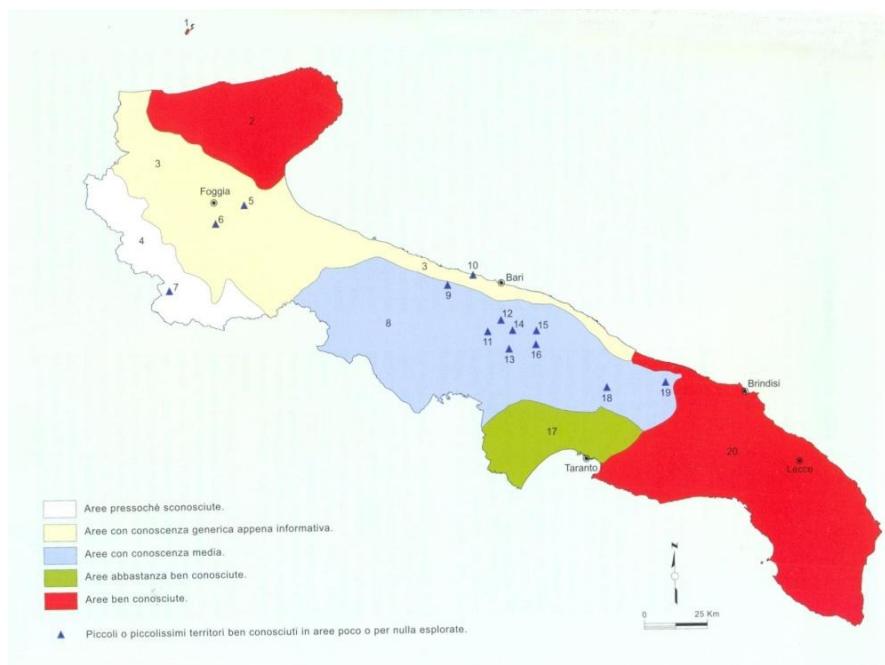 1
2
3
Foggia
5
6
4
7
3
10
Bari
9
8
12
14
15
11
13
16
18
19
Brindisi
17
Taranto
20
Lecce
Aree pressochè sconosciute.
Aree con conoscenza generica appena informativa.
Aree con conoscenza media.
Aree abbastanza ben conosciute.
Aree ben conosciute.
Piccoli o piccolissimi territori ben conosciuti in aree poco o per nulla esplorate.
N
0 25 Km